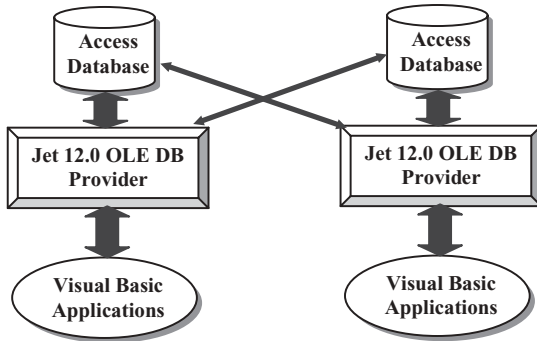 Access
Database
Access
Database
Jet 12.0 OLE DB
Provider
Jet 12.0 OLE DB
Provider
Visual Basic
Applications
Visual Basic
Applications